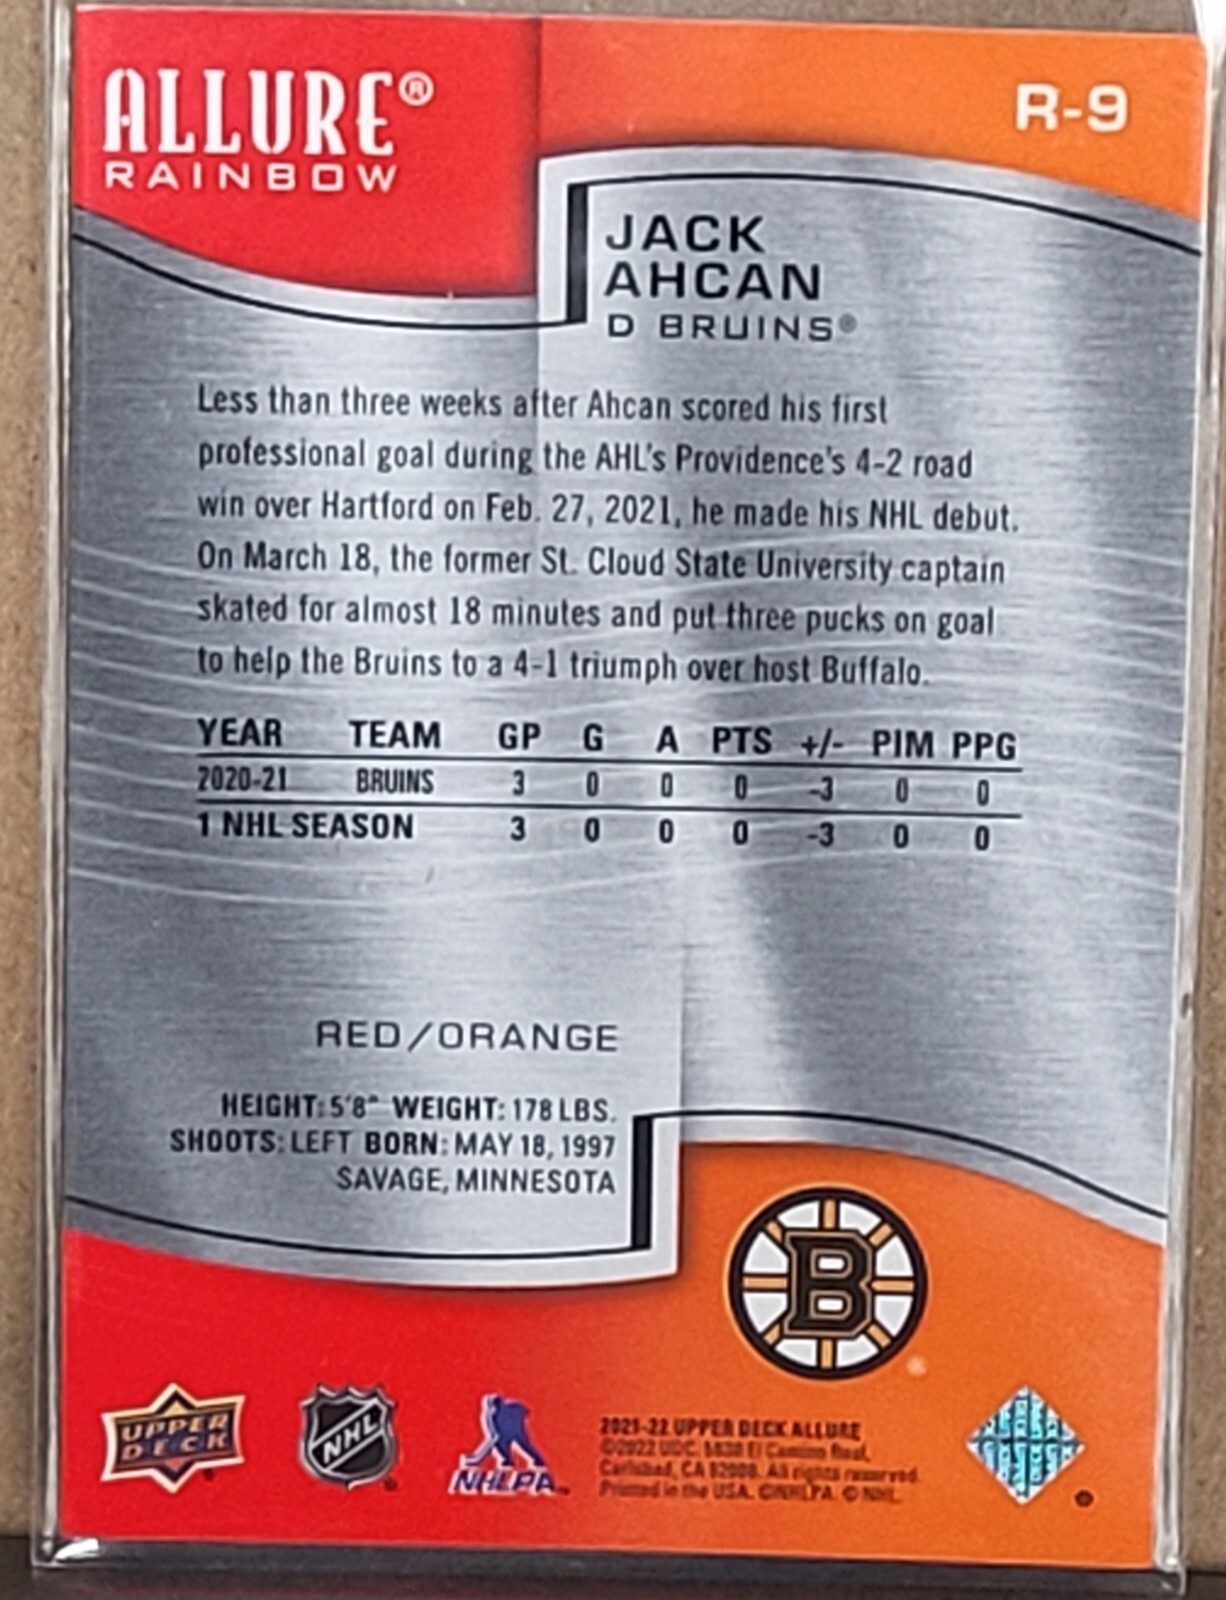 ALLURE®
RAINBOW
R-9
JACK
AHCAN
D BRUINS®
Less than three weeks after Ahcan scored his first
professional goal during the AHL's Providence's 4-2 road
win over Hartford on Feb. 27, 2021, he made his NHL debut.
On March 18, the former St. Cloud State University captain
skated for almost 18 minutes and put three pucks on goal
to help the Bruins to a 4-1 triumph over host Buffalo.
YEAR TEAM GP G A PTS +/- PIM PPG
2020-21 BRUINS 3 0 0 0 -3 0 0
1 NHL SEASON 3 0 0 0 -3 0 0
RED/ORANGE
HEIGHT: 5'8" WEIGHT: 178 LBS.
SHOOTS: LEFT BORN: MAY 18, 1997
SAVAGE, MINNESOTA
B
UPPER
DECK
NHL
NHLPA
2021-22 UPPER DECK ALLURE
©2022 UDC. 5830 El Camino Real,
Carlsbad, CA 92008. All rights reserved.
Printed in the USA. ©NHLPA. © NHL.